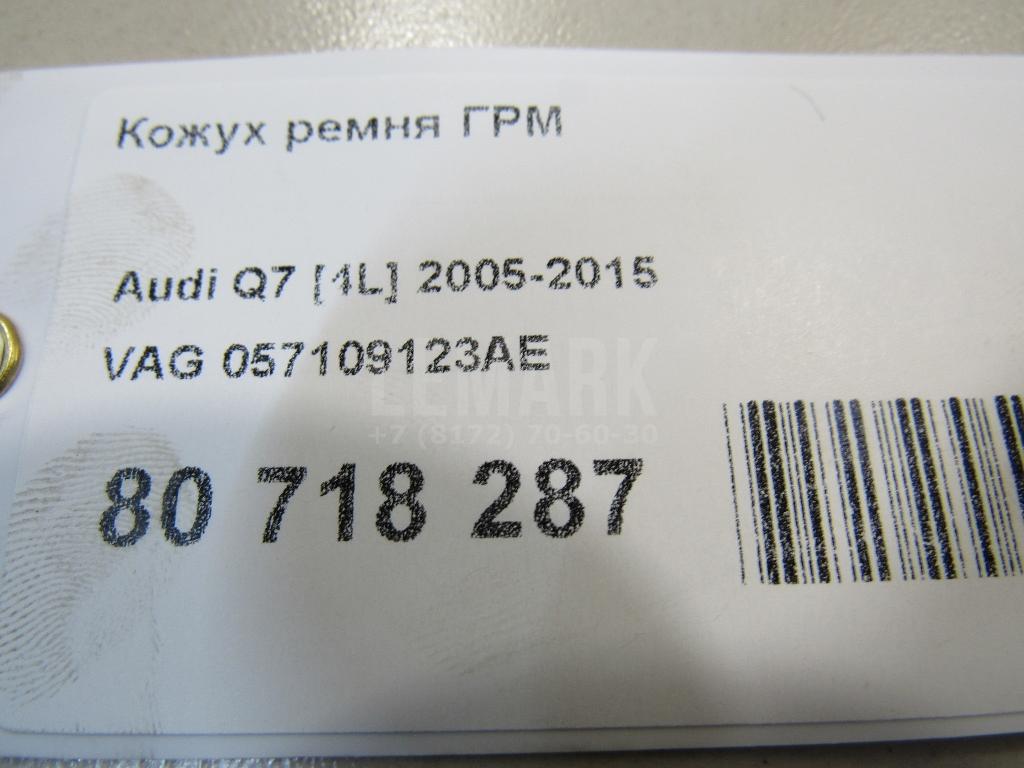 Кожух ремня ГРМ
Audi Q7 [4L] 2005-2015
VAG 057109123AE
LEMARK
+7 (8172) 70-60-30
80 718 287